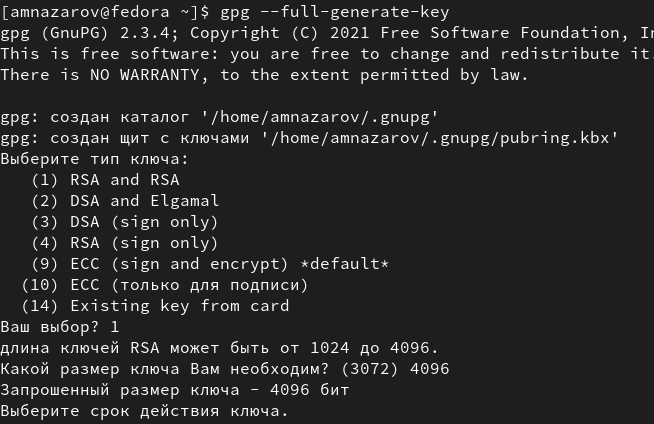 [amnazarov@fedora ~]$ gpg --full-generate-key
gpg (GnuPG) 2.3.4; Copyright (C) 2021 Free Software Foundation, In
This is free software: you are free to change and redistribute it.
There is NO WARRANTY, to the extent permitted by law.

gpg: создан каталог '/home/amnazarov/.gnupg'
gpg: создан щит с ключами '/home/amnazarov/.gnupg/pubring.kbx'
Выберите тип ключа:
   (1) RSA and RSA
   (2) DSA and Elgamal
   (3) DSA (sign only)
   (4) RSA (sign only)
   (9) ECC (sign and encrypt) *default*
  (10) ECC (только для подписи)
  (14) Existing key from card
Ваш выбор? 1
длина ключей RSA может быть от 1024 до 4096.
Какой размер ключа Вам необходим? (3072) 4096
Запрошенный размер ключа - 4096 бит
Выберите срок действия ключа.